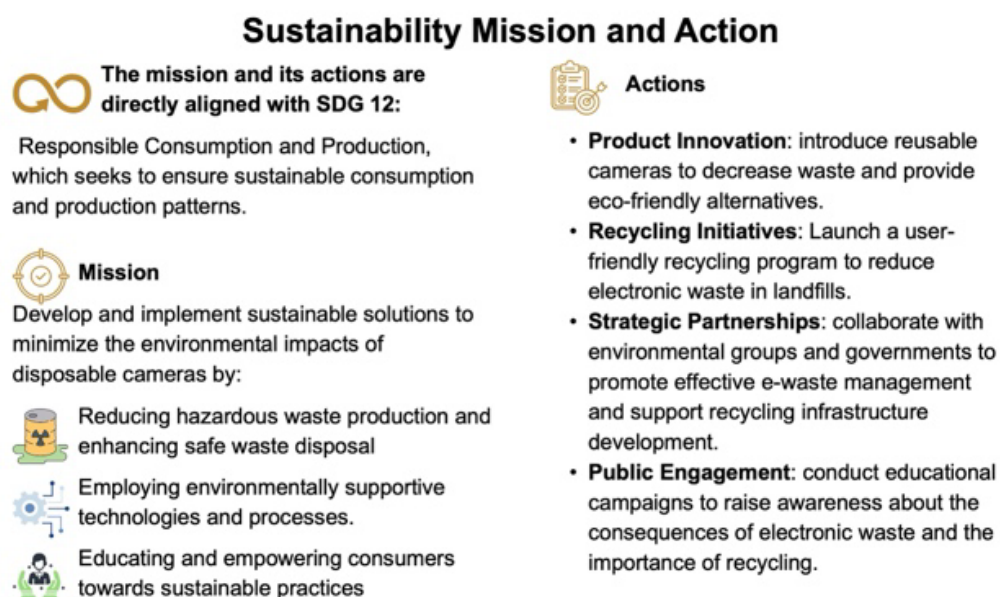 Sustainability Mission and Action
The mission and its actions are
directly aligned with SDG 12:
Responsible Consumption and Production,
which seeks to ensure sustainable consumption
and production patterns.
Mission
Develop and implement sustainable solutions to
minimize the environmental impacts of
disposable cameras by:
Reducing hazardous waste production and
enhancing safe waste disposal
Employing environmentally supportive
technologies and processes.
Educating and empowering consumers
towards sustainable practices
Actions
• Product Innovation: introduce reusable
cameras to decrease waste and provide
eco-friendly alternatives.
• Recycling Initiatives: Launch a user-
friendly recycling program to reduce
electronic waste in landfills.
• Strategic Partnerships: collaborate with
environmental groups and governments to
promote effective e-waste management
and support recycling infrastructure
development.
• Public Engagement: conduct educational
campaigns to raise awareness about the
consequences of electronic waste and the
importance of recycling.